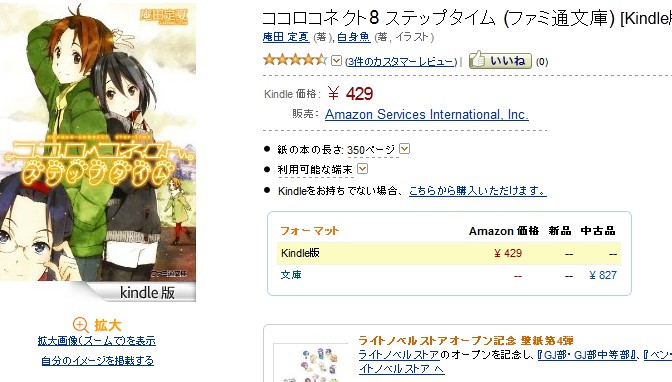 庵田定夏
ココロコネクト
ステップタイム
ファミ通文庫
kindle 版
拡大
拡大画像(ズームで)を表示
自分のイメージを掲載する
ココロコネクト8 ステップタイム (ファミ通文庫) [Kindle
庵田 定夏 (著), 白身魚 (著, イラスト)
(3件のカスタマーレビュー) | いいね (0)
Kindle 価格: ￥ 429
販売: Amazon Services International, Inc.
紙の本の長さ: 350ページ
利用可能な端末
Kindleをお持ちでない場合、こちらから購入いただけます。
フォーマット Amazon 価格 新品 中古品
Kindle版 ￥ 429 -- --
文庫 -- -- ￥ 827
ライトノベルストアオープン記念 壁紙第4弾
ライトノベルストアのオープンを記念し、『GJ部・GJ部中等部』、『ベン・
イトノベルストア へ